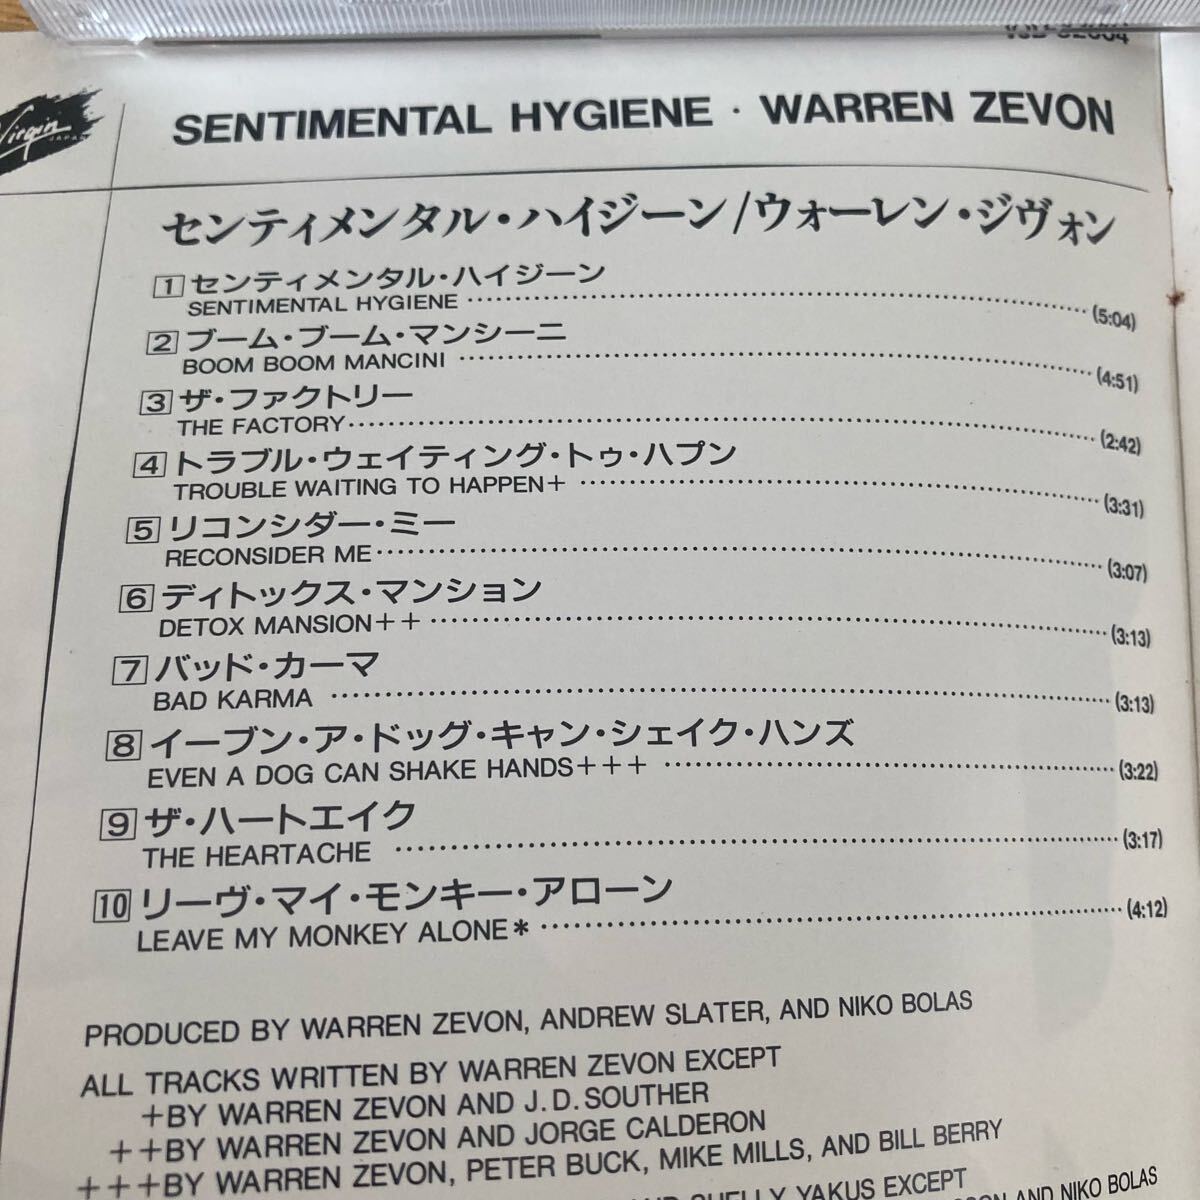 Virgin
JAPAN
SENTIMENTAL HYGIENE · WARREN ZEVON
センティメンタル・ハイジーン/ウォーレン・ジヴォン
1 センティメンタル・ハイジーン
SENTIMENTAL HYGIENE (5:04)
2 ブーム・ブーム・マンシーニ
BOOM BOOM MANCINI (4:51)
3 ザ・ファクトリー
THE FACTORY (2:42)
4 トラブル・ウェイティング・トゥ・ハプン
TROUBLE WAITING TO HAPPEN+ (3:31)
5 リコンシダー・ミー
RECONSIDER ME (3:07)
6 ディトックス・マンション
DETOX MANSION++ (3:13)
7 バッド・カーマ
BAD KARMA (3:13)
8 イーブン・ア・ドッグ・キャン・シェイク・ハンズ
EVEN A DOG CAN SHAKE HANDS+++ (3:22)
9 ザ・ハートエイク
THE HEARTACHE (3:17)
10 リーヴ・マイ・モンキー・アローン
LEAVE MY MONKEY ALONE* (4:12)
PRODUCED BY WARREN ZEVON, ANDREW SLATER, AND NIKO BOLAS
ALL TRACKS WRITTEN BY WARREN ZEVON EXCEPT
+BY WARREN ZEVON AND J.D. SOUTHER
++BY WARREN ZEVON AND JORGE CALDERON
+++BY WARREN ZEVON, PETER BUCK, MIKE MILLS, AND BILL BERRY
SHELLY YAKUS EXCEPT
AND NIKO BOLAS